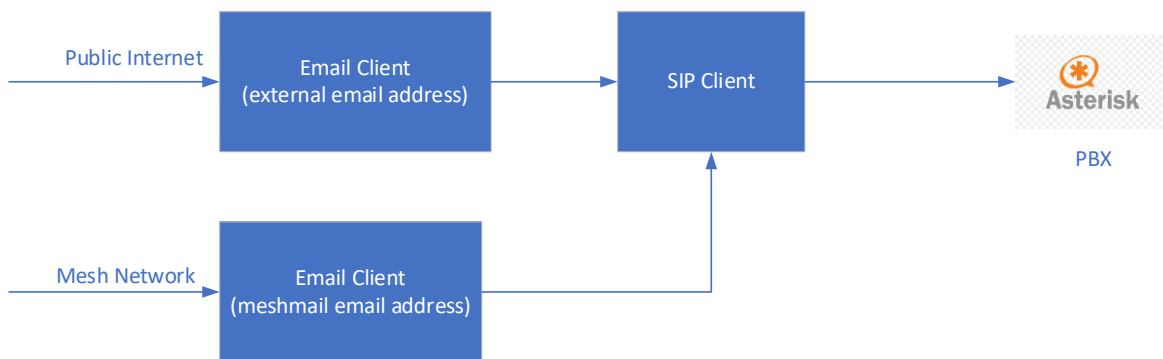 Public Internet
Email Client
(external email address)
SIP Client
Asterisk
PBX
Mesh Network
Email Client
(meshmail email address)